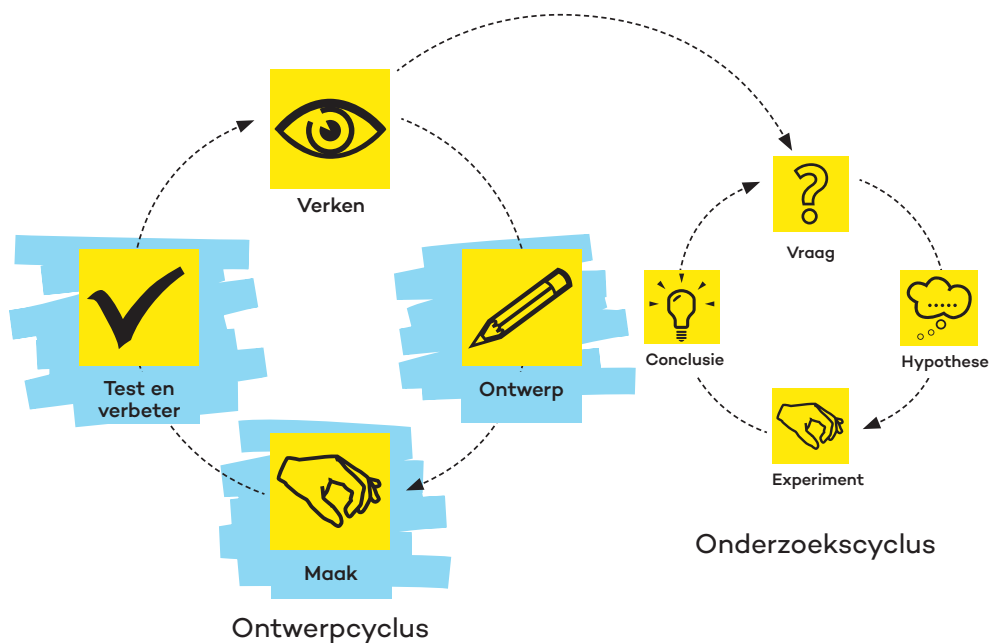 Verken
Ontwerp
Maak
Test en
verbeter
Ontwerpcyclus
Vraag
Hypothese
Experiment
Conclusie
Onderzoekscyclus